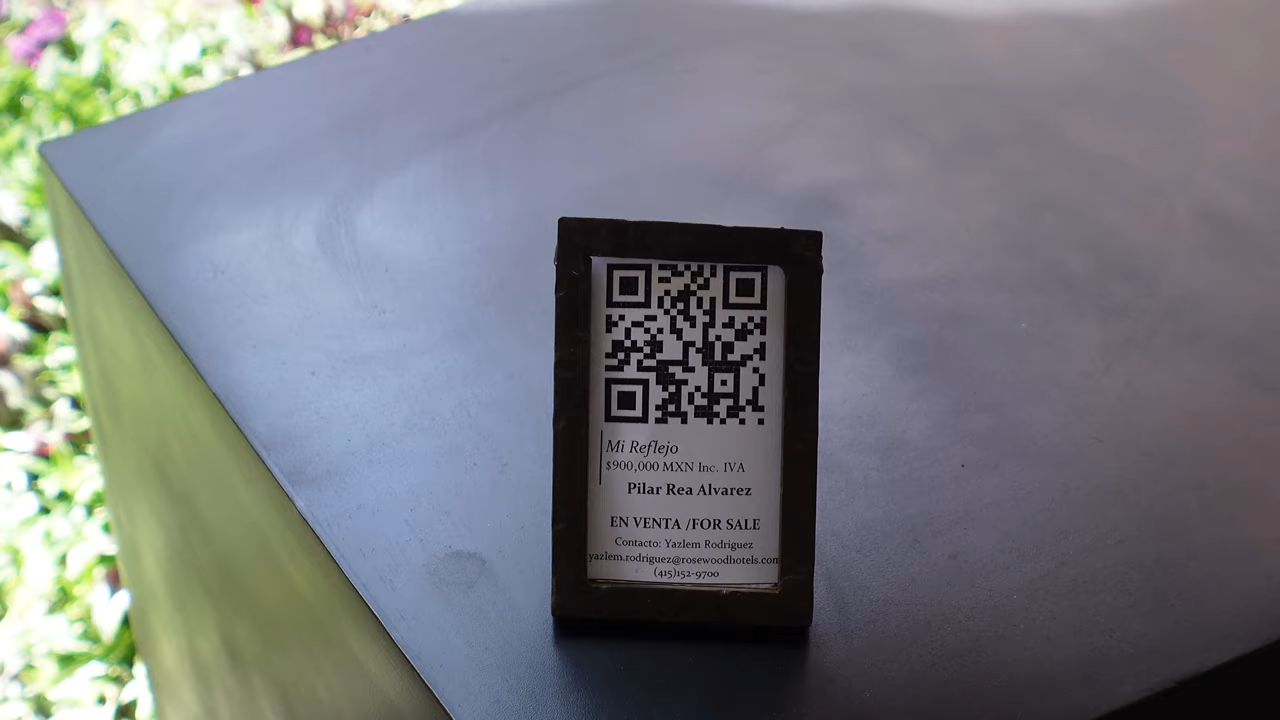 Mi Reflejo
$900,000 MXN Inc. IVA
Pilar Rea Alvarez
EN VENTA /FOR SALE
Contacto: Yazlem Rodriguez
yazlem.rodriguez@rosewoodhotels.com
(415)152-9700